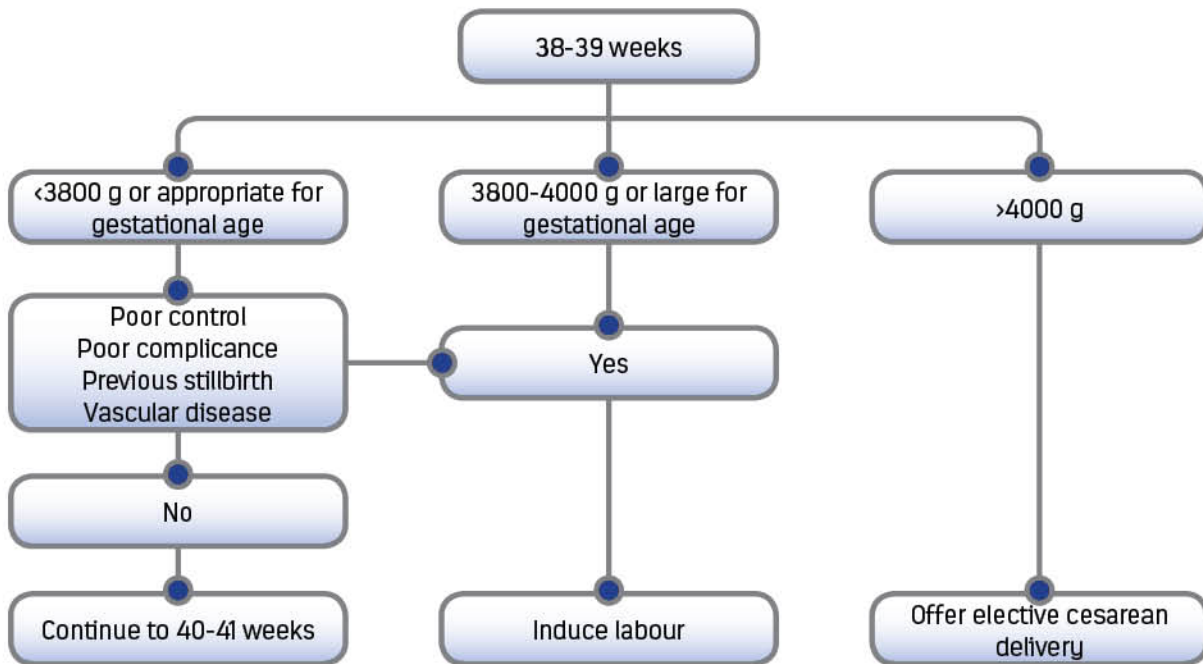 38-39 weeks
<3800 g or appropriate for
gestational age
3800-4000 g or large for
gestational age
>4000 g
Poor control
Poor complicance
Previous stillbirth
Vascular disease
Yes
No
Continue to 40-41 weeks
Induce labour
Offer elective cesarean
delivery